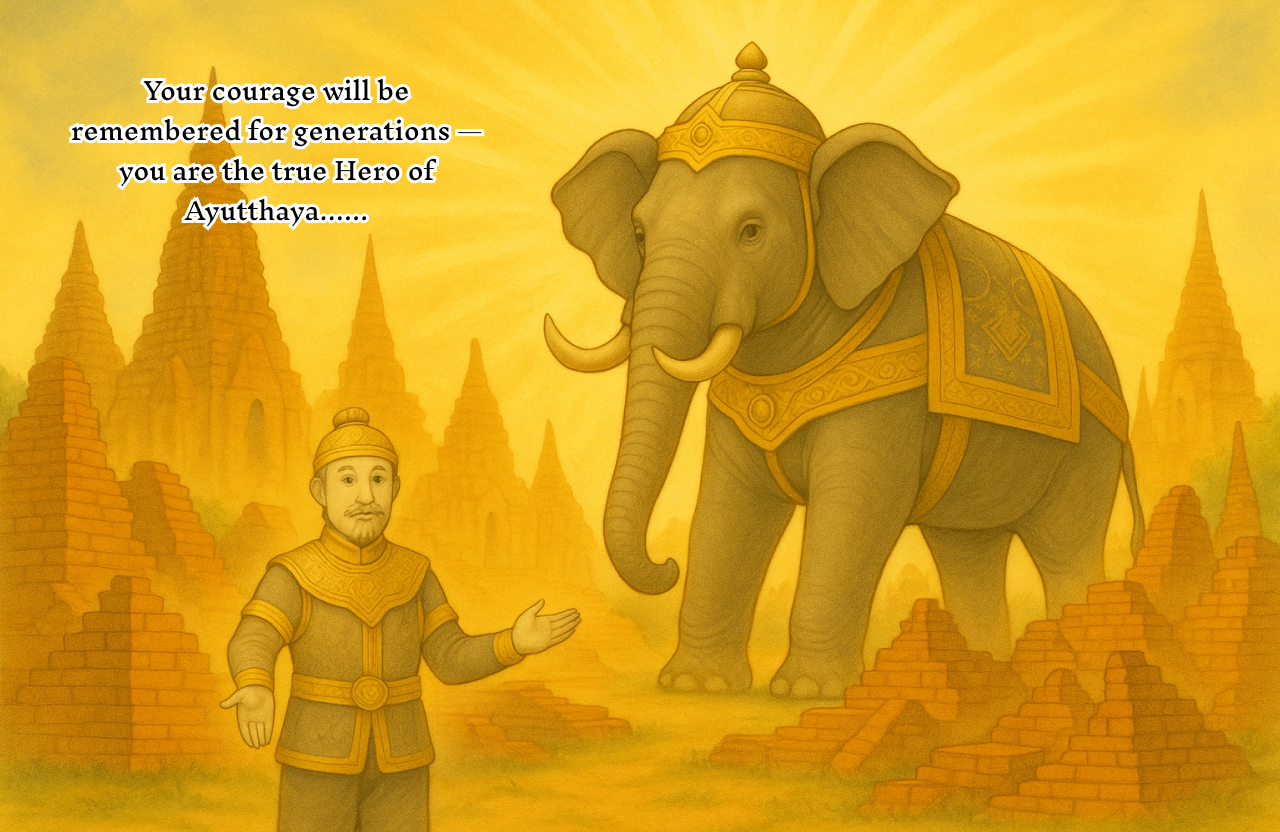 Your courage will be
remembered for generations —
you are the true Hero of
Ayutthaya......